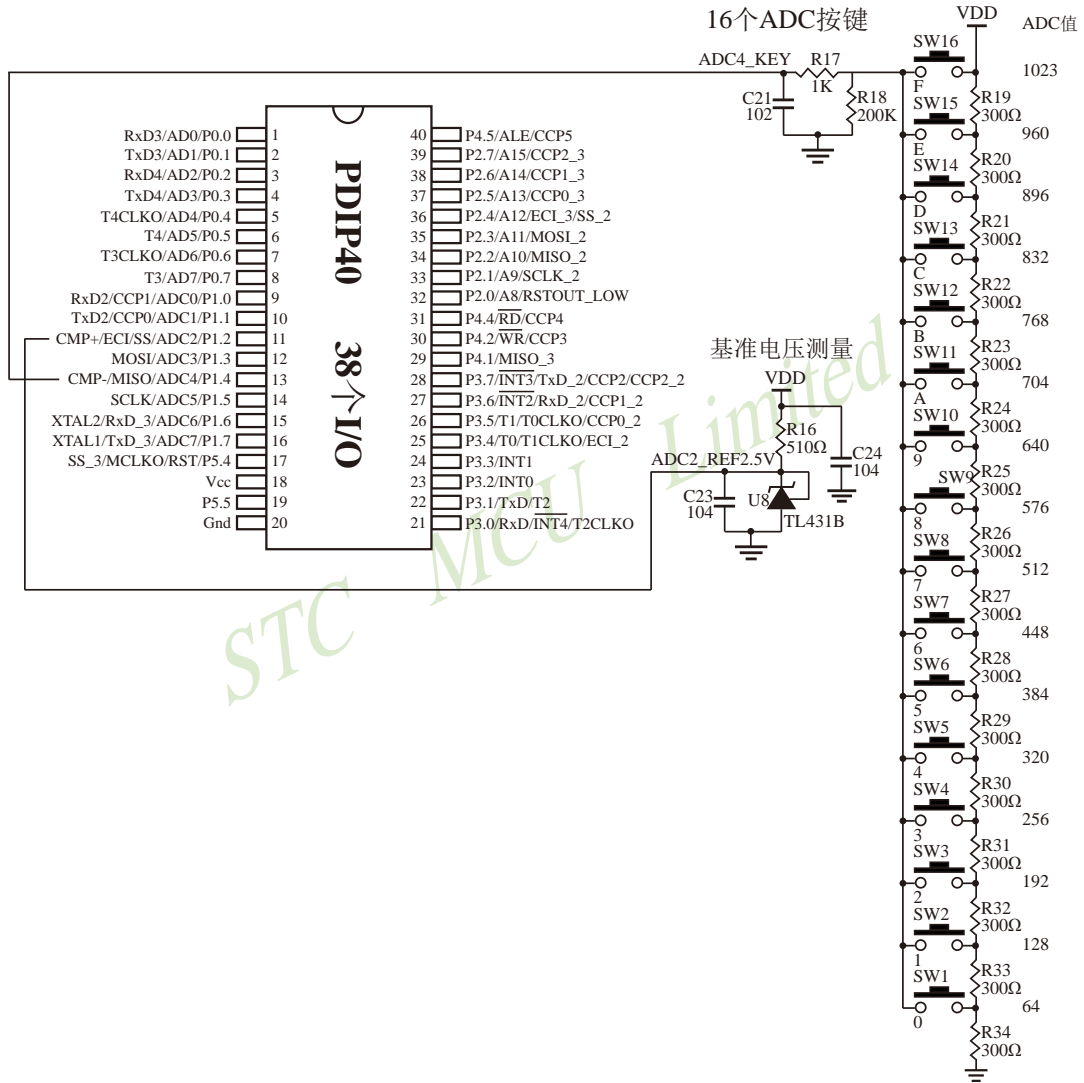 16个ADC按键
VDD
ADC值
ADC4_KEY
R17
1K
C21
102
R18
200K
SW16
F
1023
R19
300Ω
SW15
E
960
R20
300Ω
SW14
D
896
R21
300Ω
SW13
C
832
R22
300Ω
SW12
B
768
R23
300Ω
SW11
A
704
R24
300Ω
SW10
9
640
R25
300Ω
SW9
8
576
R26
300Ω
SW8
7
512
R27
300Ω
SW7
6
448
R28
300Ω
SW6
5
384
R29
300Ω
SW5
4
320
R30
300Ω
SW4
3
256
R31
300Ω
SW3
2
192
R32
300Ω
SW2
1
128
R33
300Ω
SW1
0
64
R34
300Ω
PDIP40 38个I/O
RxD3/AD0/P0.0 1
TxD3/AD1/P0.1 2
RxD4/AD2/P0.2 3
TxD4/AD3/P0.3 4
T4CLKO/AD4/P0.4 5
T4/AD5/P0.5 6
T3CLKO/AD6/P0.6 7
T3/AD7/P0.7 8
RxD2/CCP1/ADC0/P1.0 9
TxD2/CCP0/ADC1/P1.1 10
CMP+/ECI/SS/ADC2/P1.2 11
MOSI/ADC3/P1.3 12
CMP-/MISO/ADC4/P1.4 13
SCLK/ADC5/P1.5 14
XTAL2/RxD_3/ADC6/P1.6 15
XTAL1/TxD_3/ADC7/P1.7 16
SS_3/MCLKO/RST/P5.4 17
Vcc 18
P5.5 19
Gnd 20
40 P4.5/ALE/CCP5
39 P2.7/A15/CCP2_3
38 P2.6/A14/CCP1_3
37 P2.5/A13/CCP0_3
36 P2.4/A12/ECI_3/SS_2
35 P2.3/A11/MOSI_2
34 P2.2/A10/MISO_2
33 P2.1/A9/SCLK_2
32 P2.0/A8/RSTOUT_LOW
31 P4.4/RD/CCP4
30 P4.2/WR/CCP3
29 P4.1/MISO_3
28 P3.7/INT3/TxD_2/CCP2/CCP2_2
27 P3.6/INT2/RxD_2/CCP1_2
26 P3.5/T1/T0CLKO/CCP0_2
25 P3.4/T0/T1CLKO/ECI_2
24 P3.3/INT1
23 P3.2/INT0
22 P3.1/TxD/T2
21 P3.0/RxD/INT4/T2CLKO
基准电压测量
VDD
R16
510Ω
ADC2_REF2.5V
C24
104
C23
104
U8
TL431B
STC MCU Limited